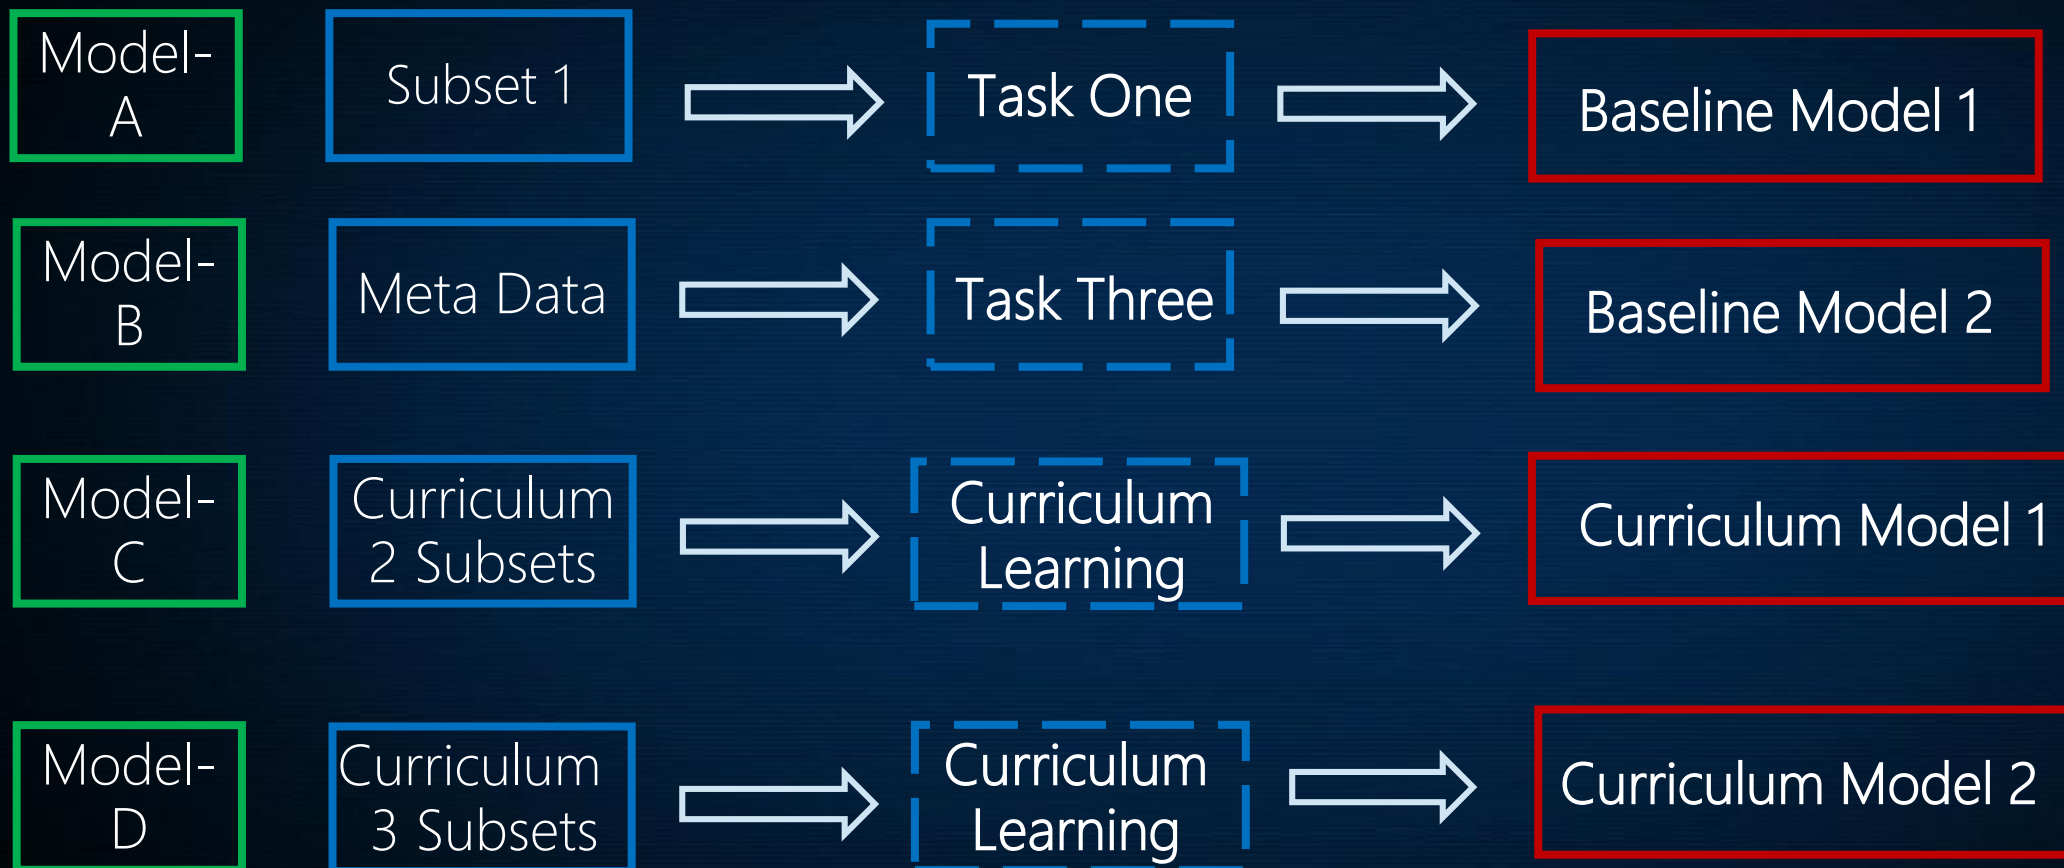 Model-
A
Subset 1
Task One
Baseline Model 1
Model-
B
Meta Data
Task Three
Baseline Model 2
Model-
C
Curriculum
2 Subsets
Curriculum
Learning
Curriculum Model 1
Model-
D
Curriculum
3 Subsets
Curriculum
Learning
Curriculum Model 2